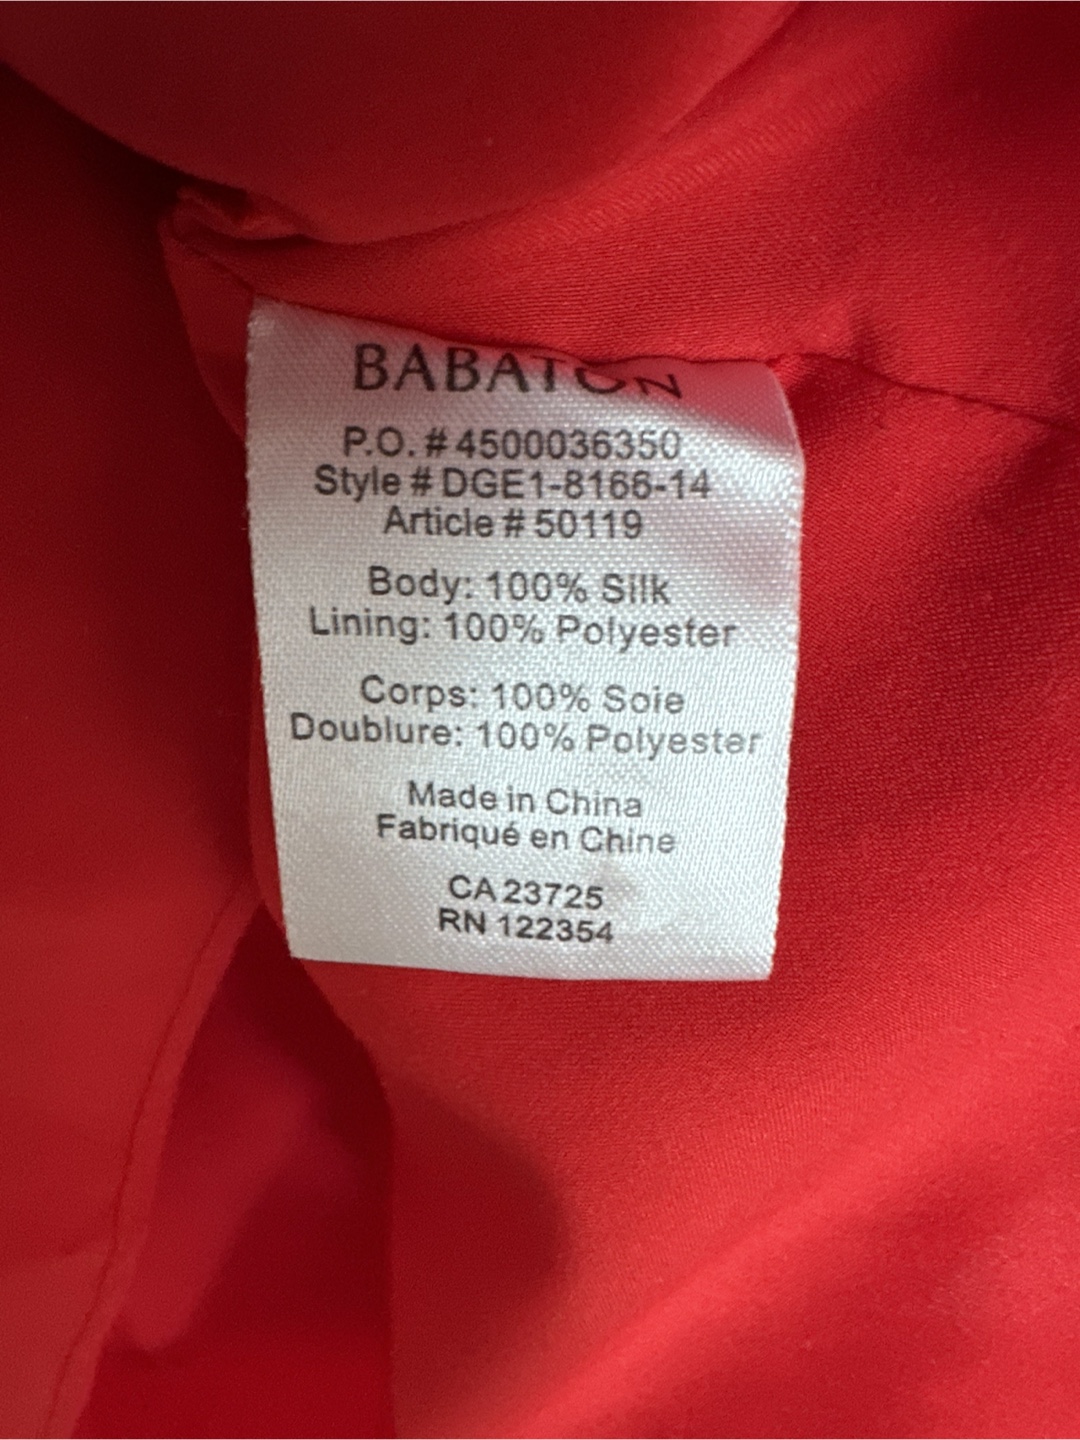 BABATON
P.O. # 4500036350
Style # DGE1-8166-14
Article # 50119
Body: 100% Silk
Lining: 100% Polyester
Corps: 100% Soie
Doublure: 100% Polyester
Made in China
Fabriqué en Chine
CA 23725
RN 122354